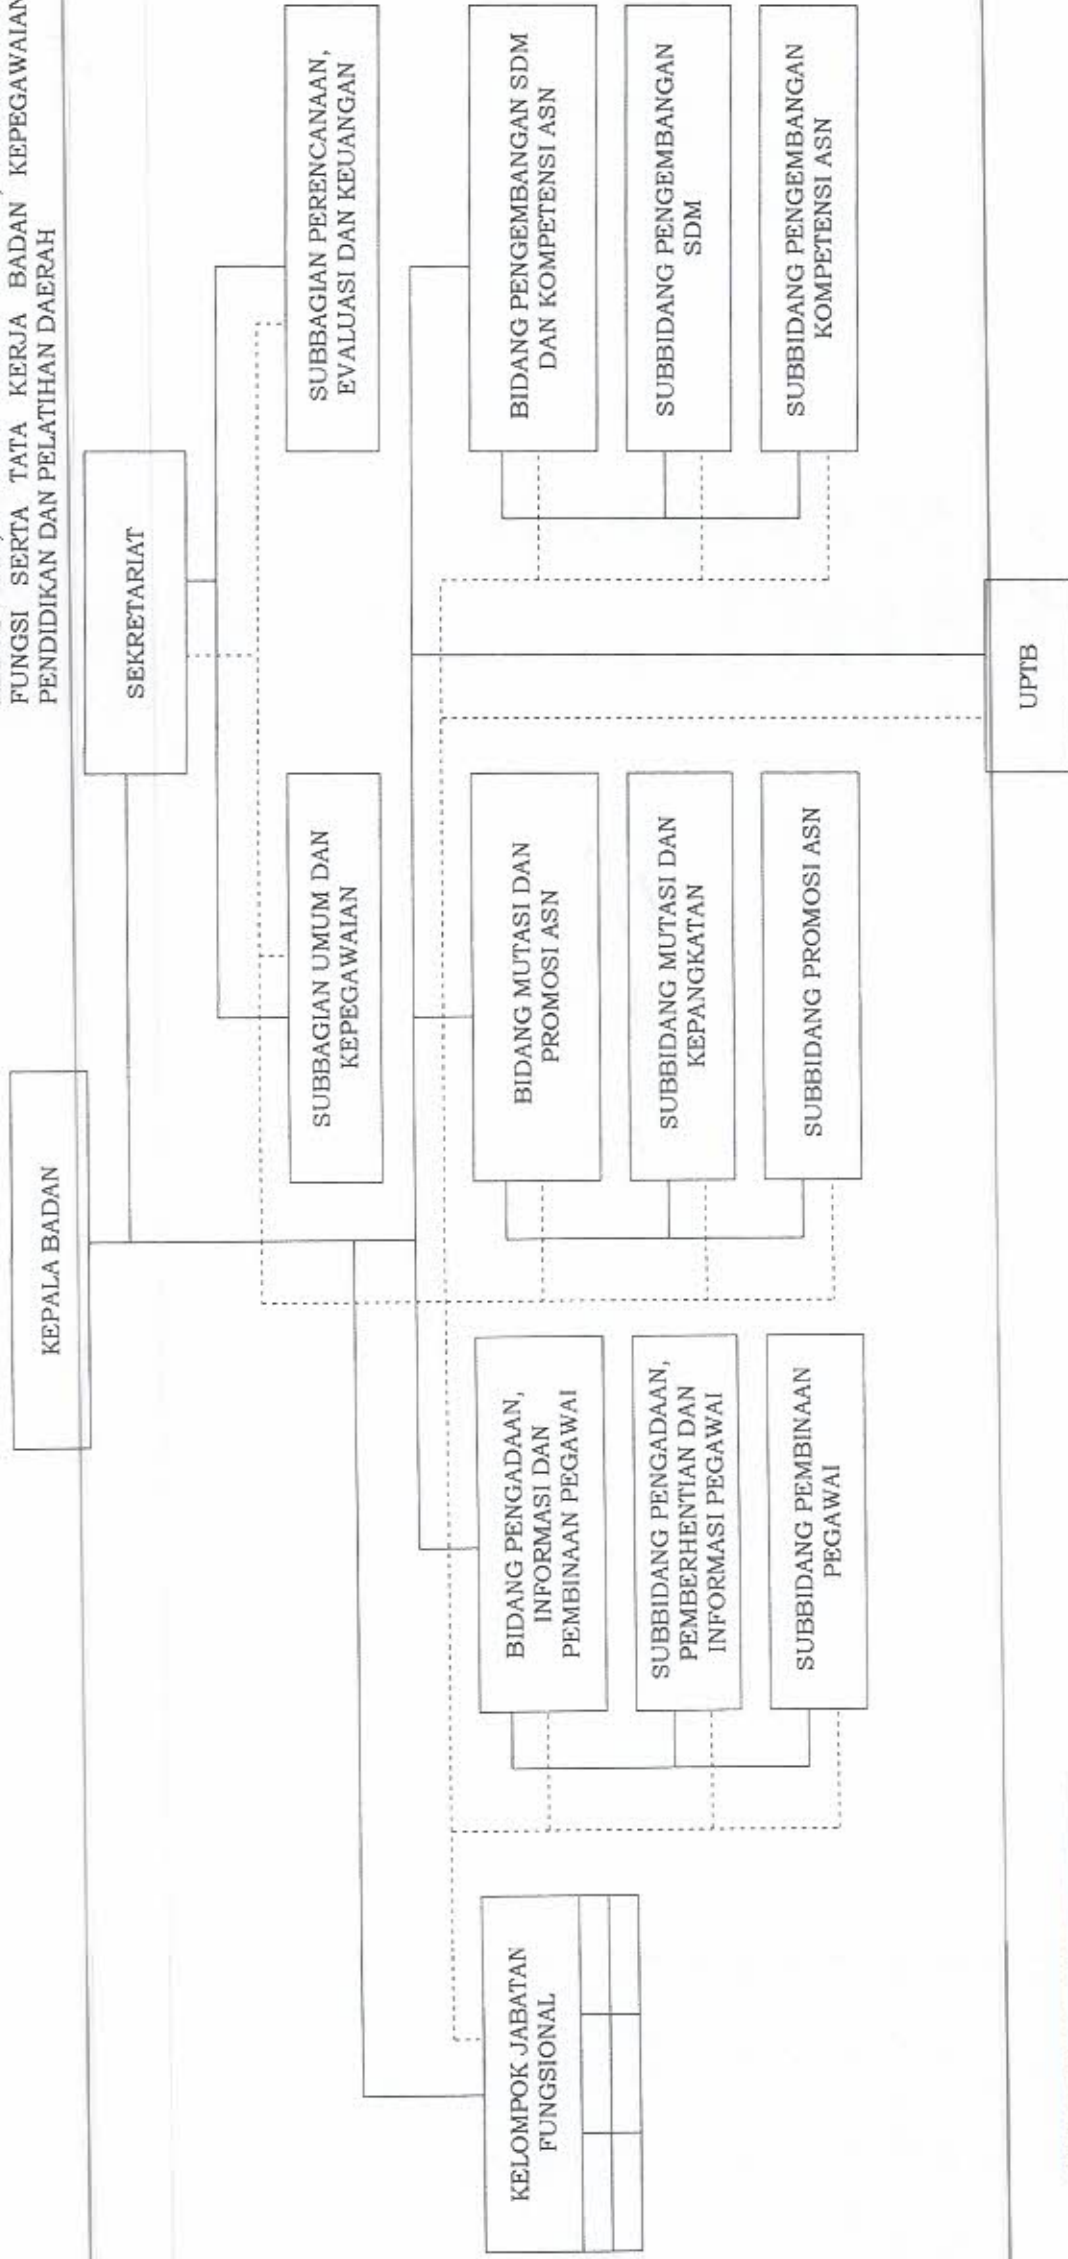 FUNGSI SERTA TATA KERJA BADAN KEPEGAWAIAN
PENDIDIKAN DAN PELATIHAN DAERAH
KEPALA BADAN
SEKRETARIAT
SUBBAGIAN UMUM DAN
KEPEGAWAIAN
SUBBAGIAN PERENCANAAN,
EVALUASI DAN KEUANGAN
KELOMPOK JABATAN
FUNGSIONAL
BIDANG PENGADAAN,
INFORMASI DAN
PEMBINAAN PEGAWAI
SUBBIDANG PENGADAAN,
PEMBERHENTIAN DAN
INFORMASI PEGAWAI
SUBBIDANG PEMBINAAN
PEGAWAI
BIDANG MUTASI DAN
PROMOSI ASN
SUBBIDANG MUTASI DAN
KEPANGKATAN
SUBBIDANG PROMOSI ASN
BIDANG PENGEMBANGAN SDM
DAN KOMPETENSI ASN
SUBBIDANG PENGEMBANGAN
SDM
SUBBIDANG PENGEMBANGAN
KOMPETENSI ASN
UPTB